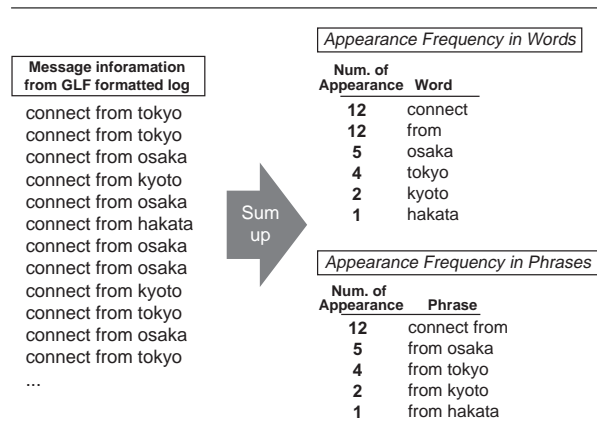 Message inforamation
from GLF formatted log
connect from tokyo
connect from tokyo
connect from osaka
connect from kyoto
connect from osaka
connect from hakata
connect from osaka
connect from osaka
connect from kyoto
connect from tokyo
connect from osaka
connect from tokyo
...
Sum
up
Appearance Frequency in Words
Num. of
Appearance Word
12 connect
12 from
5 osaka
4 tokyo
2 kyoto
1 hakata
Appearance Frequency in Phrases
Num. of
Appearance Phrase
12 connect from
5 from osaka
4 from tokyo
2 from kyoto
1 from hakata